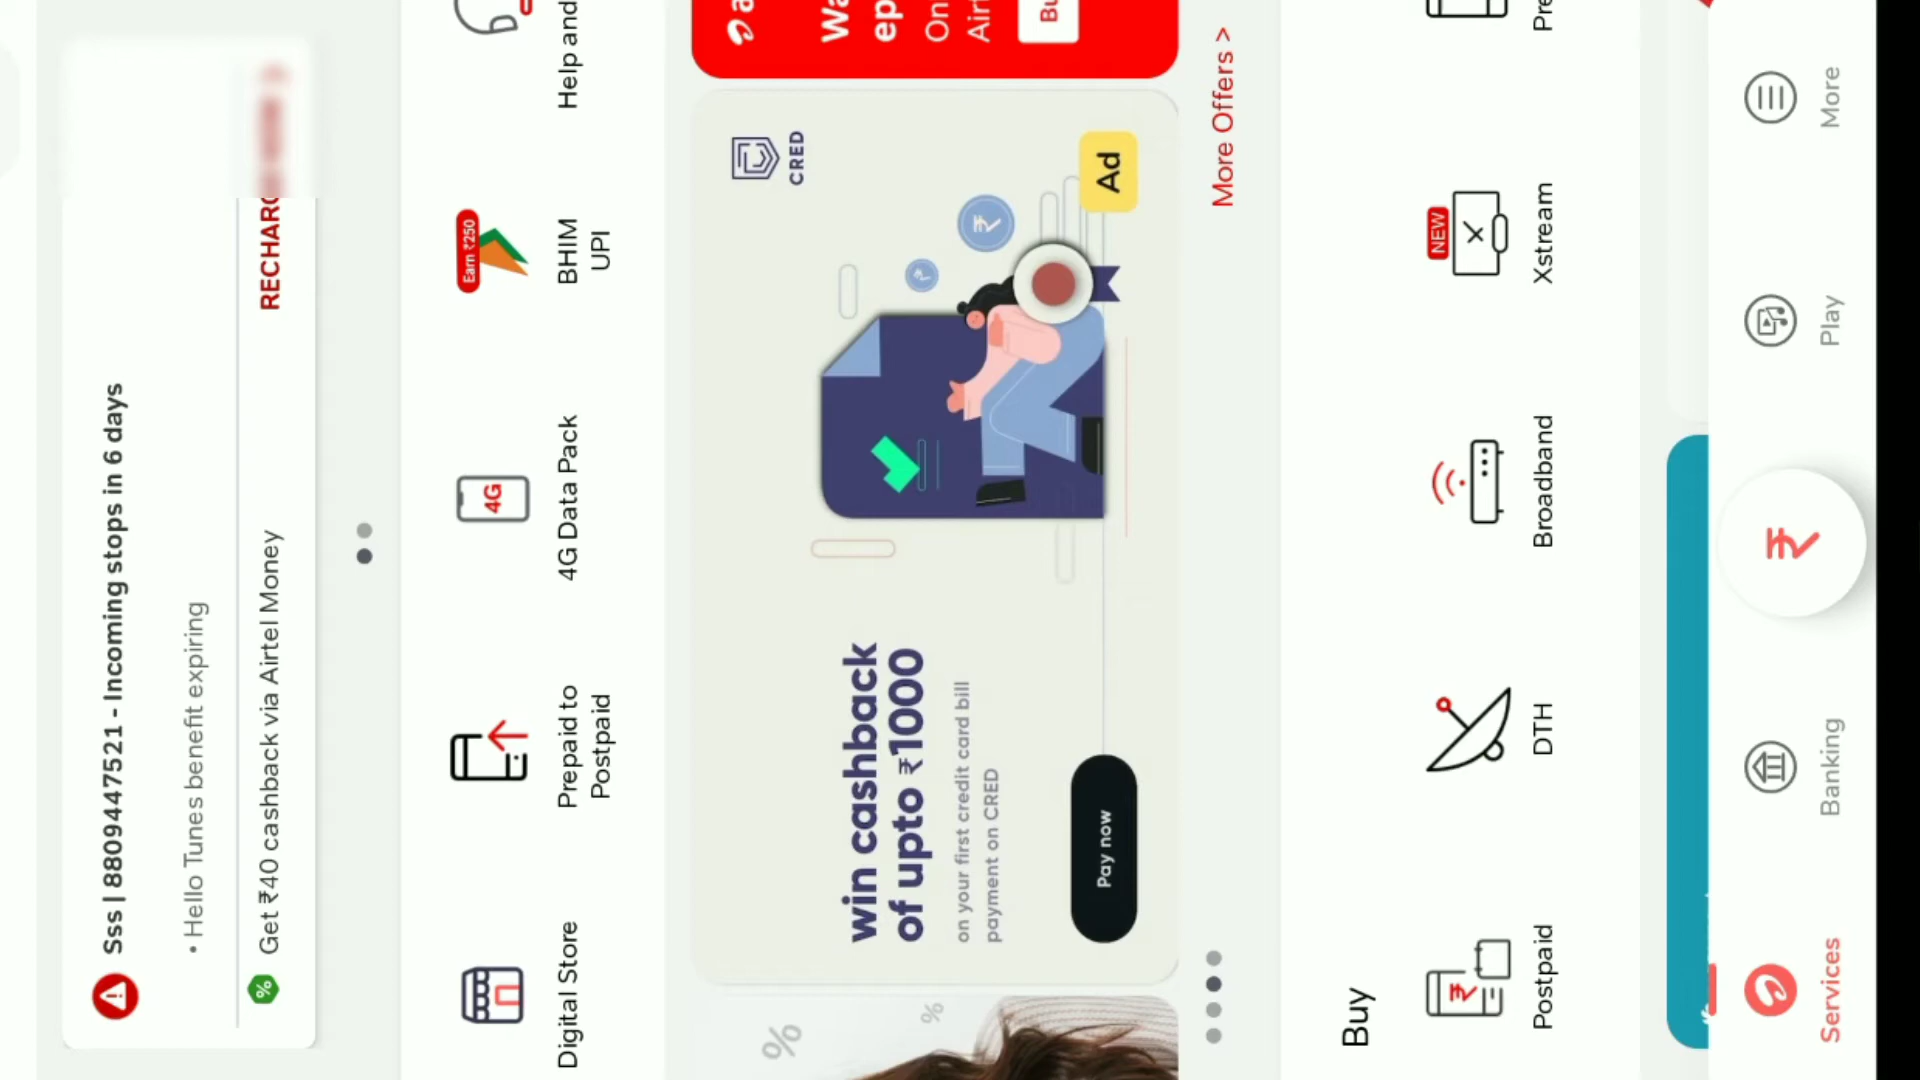 Sss | 8809447521 - Incoming stops in 6 days
• Hello Tunes benefit expiring
% Get ₹40 cashback via Airtel Money
Digital Store
Prepaid to
Postpaid
4G
4G Data Pack
Earn ₹250
BHIM
UPI
Help and
%
%
win cashback
of upto ₹1000
on your first credit card bill
payment on CRED
Pay now
CRED
₹
₹
Ad
On
More Offers >
Buy
₹
Postpaid
DTH
Broadband
NEW
Xstream
Services
Banking
₹
Play
More